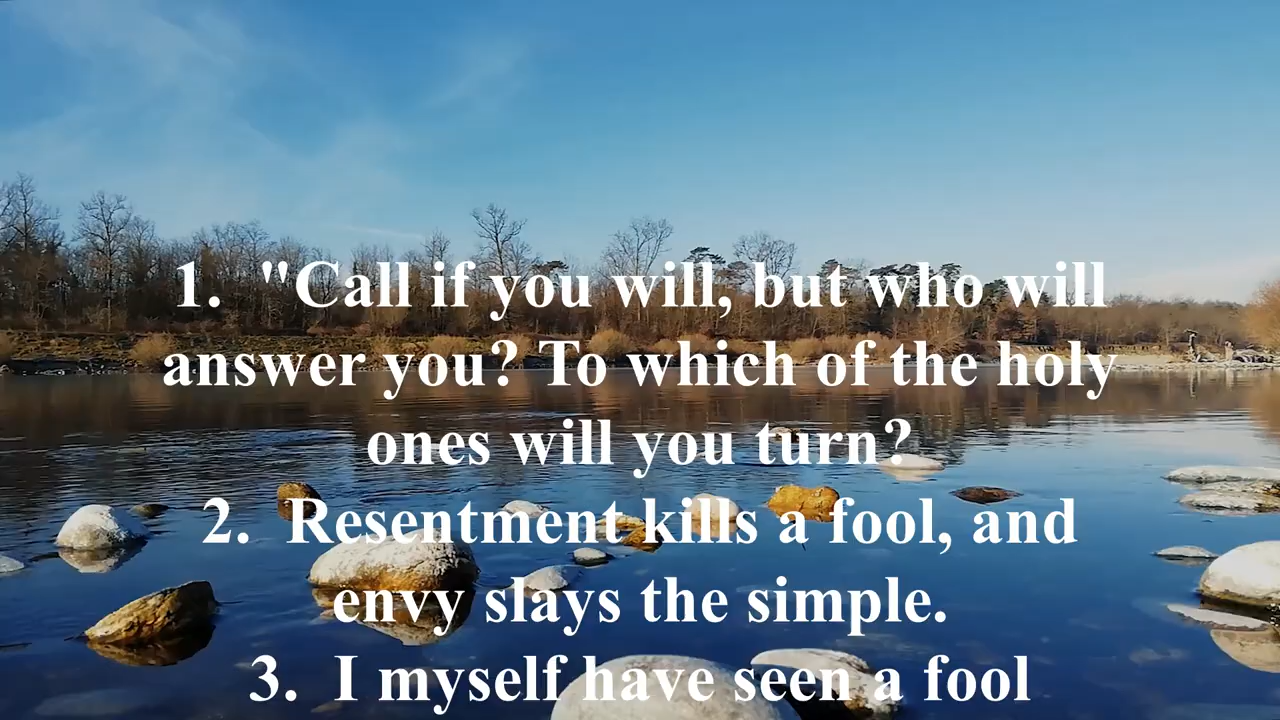 1. "Call if you will, but who will
answer you? To which of the holy
ones will you turn?
2. Resentment kills a fool, and
envy slays the simple.
3. I myself have seen a fool